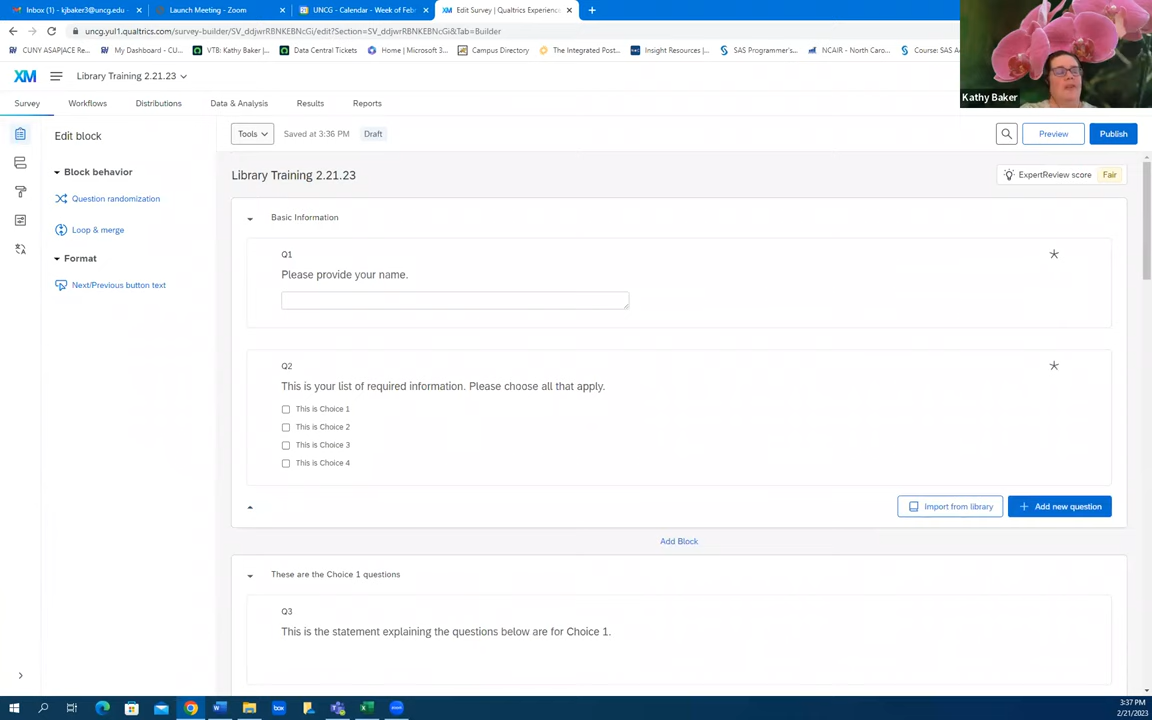 Inbox (1) - kjbaker3@uncg.edu -
Launch Meeting - Zoom
UNCG - Calendar - Week of Febr
XM Edit Survey | Qualtrics Experienc
uncg.yul1.qualtrics.com/survey-builder/SV_ddjwrRBNKEBNcGi/edit?Section=SV_ddjwrRBNKEBNcGi&Tab=Builder
CUNY ASAP|ACE Re...
My Dashboard - CU...
VTB: Kathy Baker |...
Data Central Tickets
Home | Microsoft 3...
Campus Directory
The Integrated Post...
Insight Resources |...
SAS Programmer's...
NCAIR - North Caro...
Course: SAS A
XM
Library Training 2.21.23
Kathy Baker
Survey
Workflows
Distributions
Data & Analysis
Results
Reports
Edit block
Tools
Saved at 3:36 PM
Draft
Preview
Publish
Block behavior
Question randomization
Loop & merge
Format
Next/Previous button text
Library Training 2.21.23
ExpertReview score
Fair
Basic Information
Q1
Please provide your name.
Q2
This is your list of required information. Please choose all that apply.
This is Choice 1
This is Choice 2
This is Choice 3
This is Choice 4
Import from library
Add new question
Add Block
These are the Choice 1 questions
Q3
This is the statement explaining the questions below are for Choice 1.
box
3:37 PM
2/21/2023